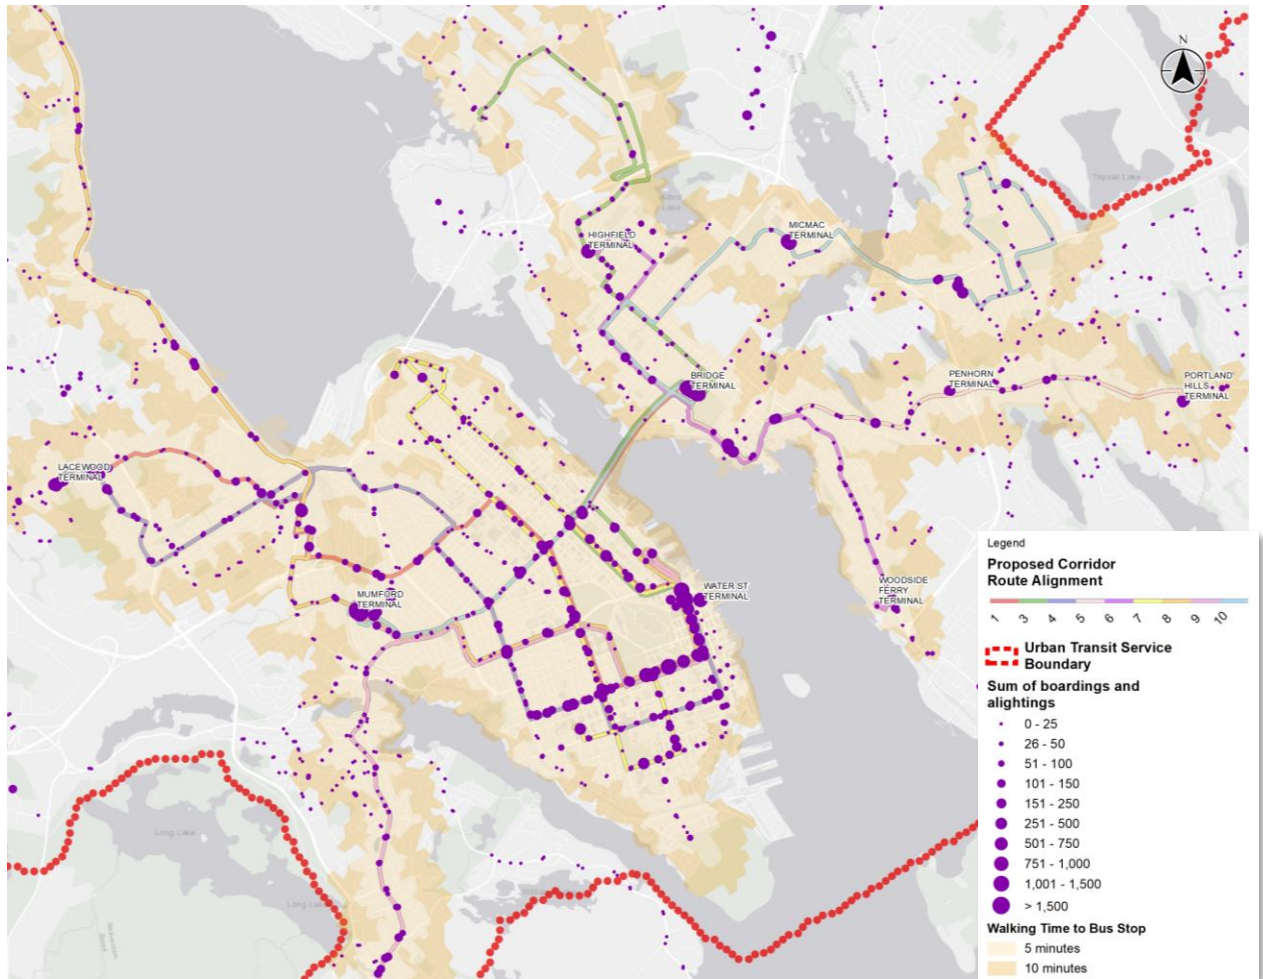 N
Topsail Lake
Albro
Lake
MICMAC
TERMINAL
HIGHFIELD
TERMINAL
BRIDGE
TERMINAL
PENHORN
TERMINAL
PORTLAND
HILLS
TERMINAL
LACEWOOD
TERMINAL
MUMFORD
TERMINAL
WATER ST
TERMINAL
WOODSIDE
FERRY
TERMINAL
Long Lake
Long Lake
Legend
Proposed Corridor
Route Alignment
1 3 4 5 6 7 8 9 10
Urban Transit Service
Boundary
Sum of boardings and
alightings
0 - 25
26 - 50
51 - 100
101 - 150
151 - 250
251 - 500
501 - 750
751 - 1,000
1,001 - 1,500
> 1,500
Walking Time to Bus Stop
5 minutes
10 minutes